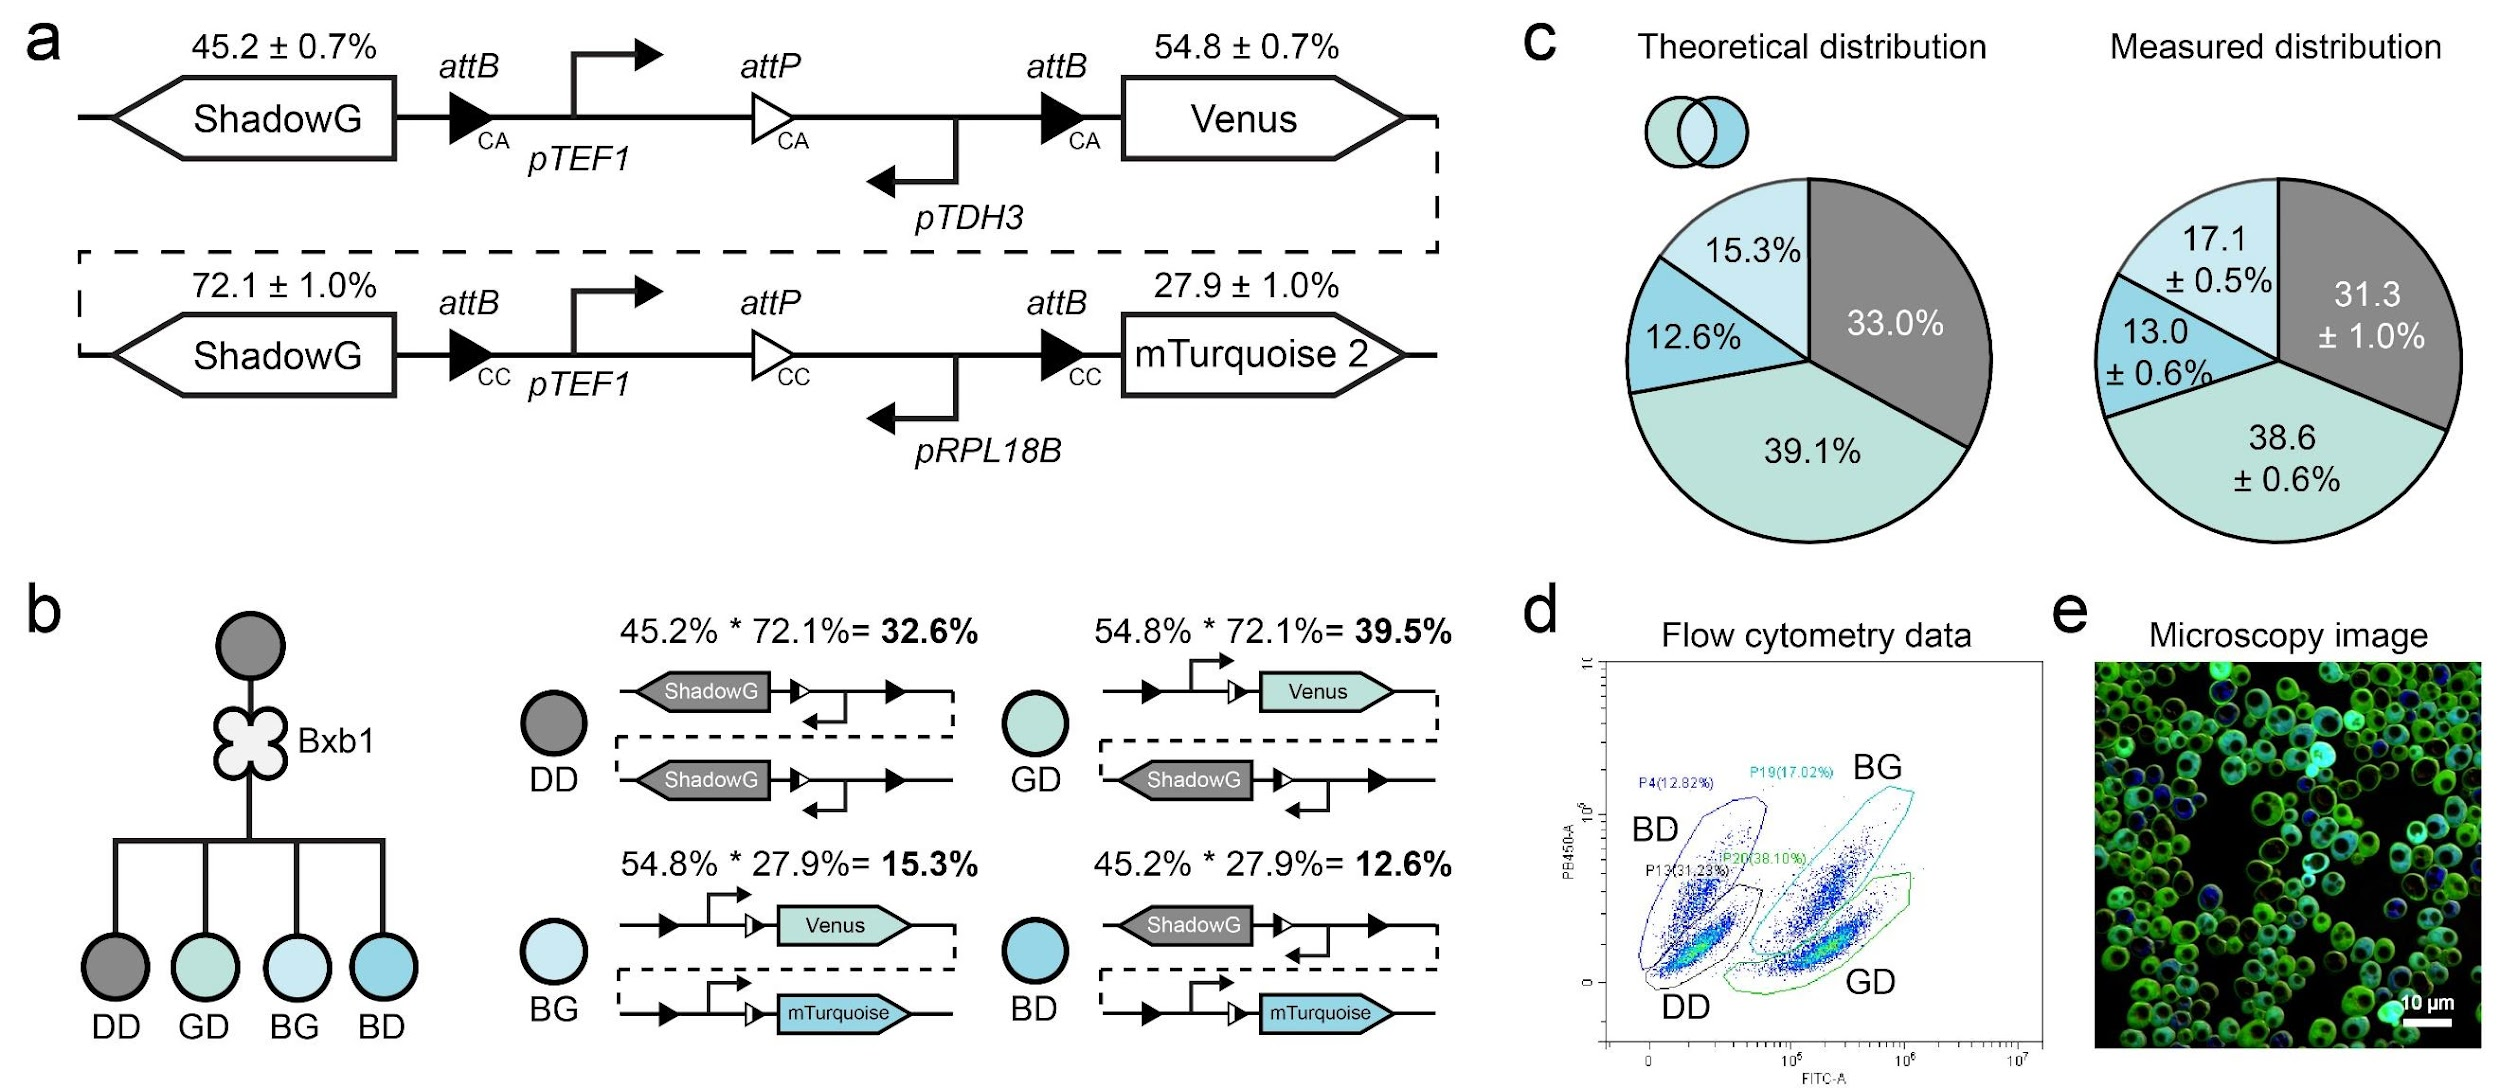 a
45.2 ± 0.7%
54.8 ± 0.7%
attB
attP
attB
ShadowG
Venus
CA
CA
CA
pTEF1
pTDH3
72.1 ± 1.0%
27.9 ± 1.0%
attB
attP
attB
ShadowG
mTurquoise 2
CC
CC
CC
pTEF1
pRPL18B
b
Bxb1
DD
GD
BG
BD
45.2% * 72.1%= 32.6%
ShadowG
DD
ShadowG
54.8% * 72.1%= 39.5%
Venus
GD
ShadowG
54.8% * 27.9%= 15.3%
Venus
BG
mTurquoise
45.2% * 27.9%= 12.6%
ShadowG
BD
mTurquoise
c
Theoretical distribution
15.3%
33.0%
12.6%
39.1%
Measured distribution
17.1
± 0.5%
31.3
± 1.0%
13.0
± 0.6%
38.6
± 0.6%
d
Flow cytometry data
P4(12.82%)
P19(17.02%)
BG
BD
P20(38.10%)
P13(31.23%)
DD
GD
PB450-A
0
0
10⁵
10⁶
10⁷
FITC-A
e
Microscopy image
10 µm